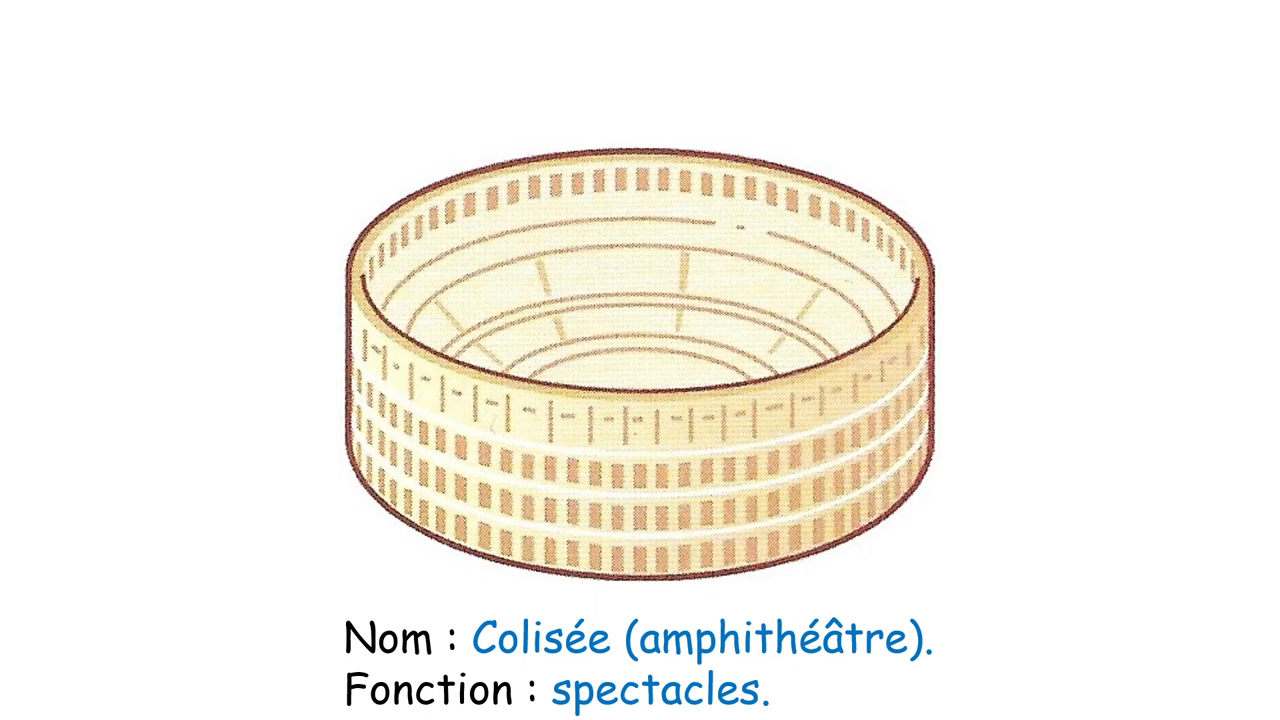 Nom : Colisée (amphithéâtre).
Fonction : spectacles.